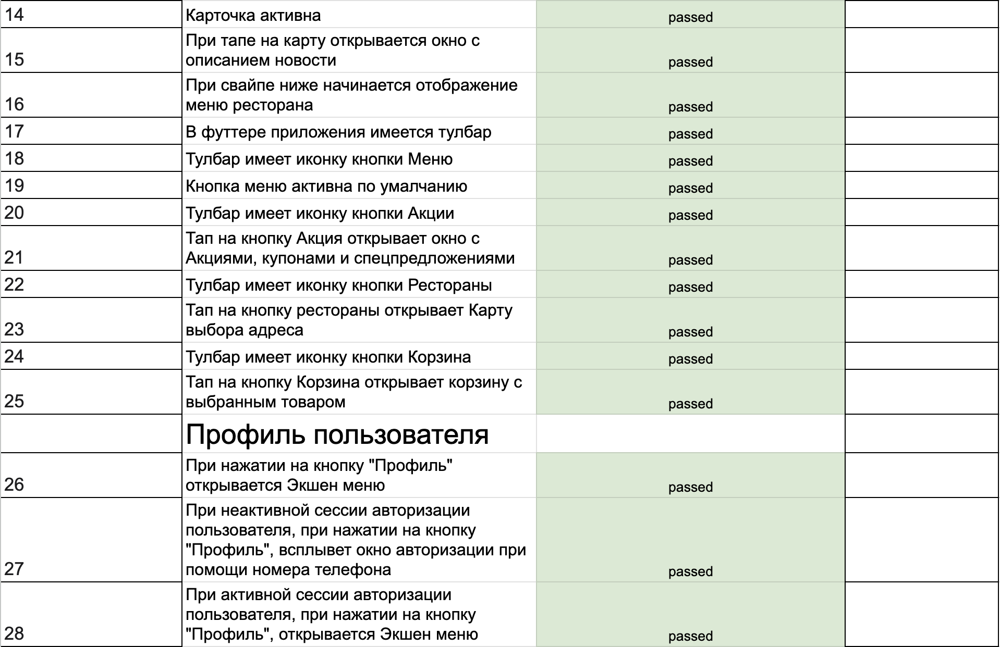 14 Карточка активна passed
При тапе на карту открывается окно с
15 описанием новости passed
При свайпе ниже начинается отображение
16 меню ресторана passed
17 В футтере приложения имеется тулбар passed
18 Тулбар имеет иконку кнопки Меню passed
19 Кнопка меню активна по умалчанию passed
20 Тулбар имеет иконку кнопки Акции passed
Тап на кнопку Акция открывает окно с
21 Акциями, купонами и спецпредложениями passed
22 Тулбар имеет иконку кнопки Рестораны passed
Тап на кнопку рестораны открывает Карту
23 выбора адреса passed
24 Тулбар имеет иконку кнопки Корзина passed
Тап на кнопку Корзина открывает корзину с
25 выбранным товаром passed
Профиль пользователя
При нажатии на кнопку "Профиль"
26 открывается Экшен меню passed
При неактивной сессии авторизации
пользователя, при нажатии на кнопку
"Профиль", всплывет окно авторизации при
27 помощи номера телефона passed
При активной сессии авторизации
пользователя, при нажатии на кнопку
28 "Профиль", открывается Экшен меню passed